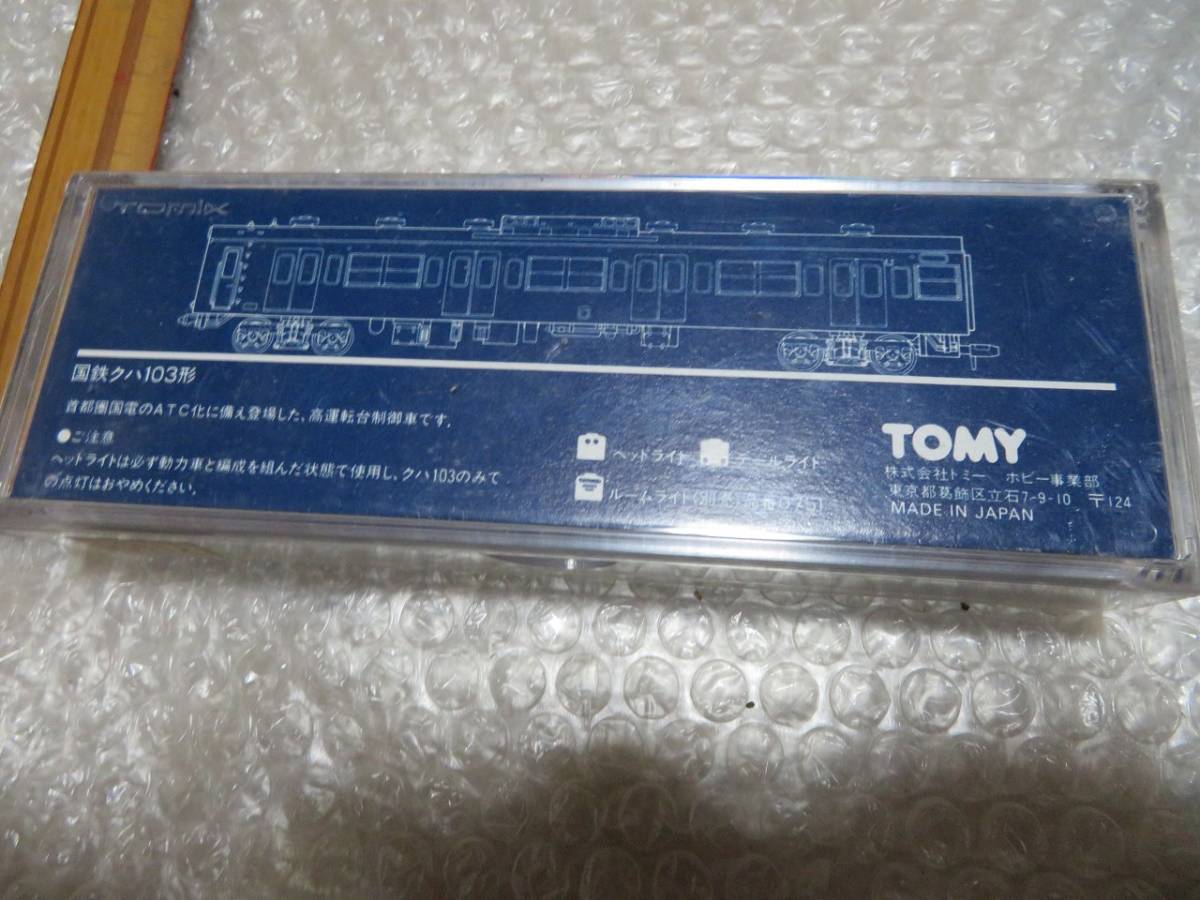 TOMIX
国鉄クハ103形
首都圏国電のATC化に備え登場した、高運転台制御車です。
●ご注意
ヘッドライトは必ず動力車と編成を組んだ状態で使用し、クハ103のみで
の点灯はおやめください。
ヘッドライト テールライト
ルームライト(別売)
TOMY
株式会社トミー ホビー事業部
東京都葛飾区立石7-9-10 〒124
MADE IN JAPAN